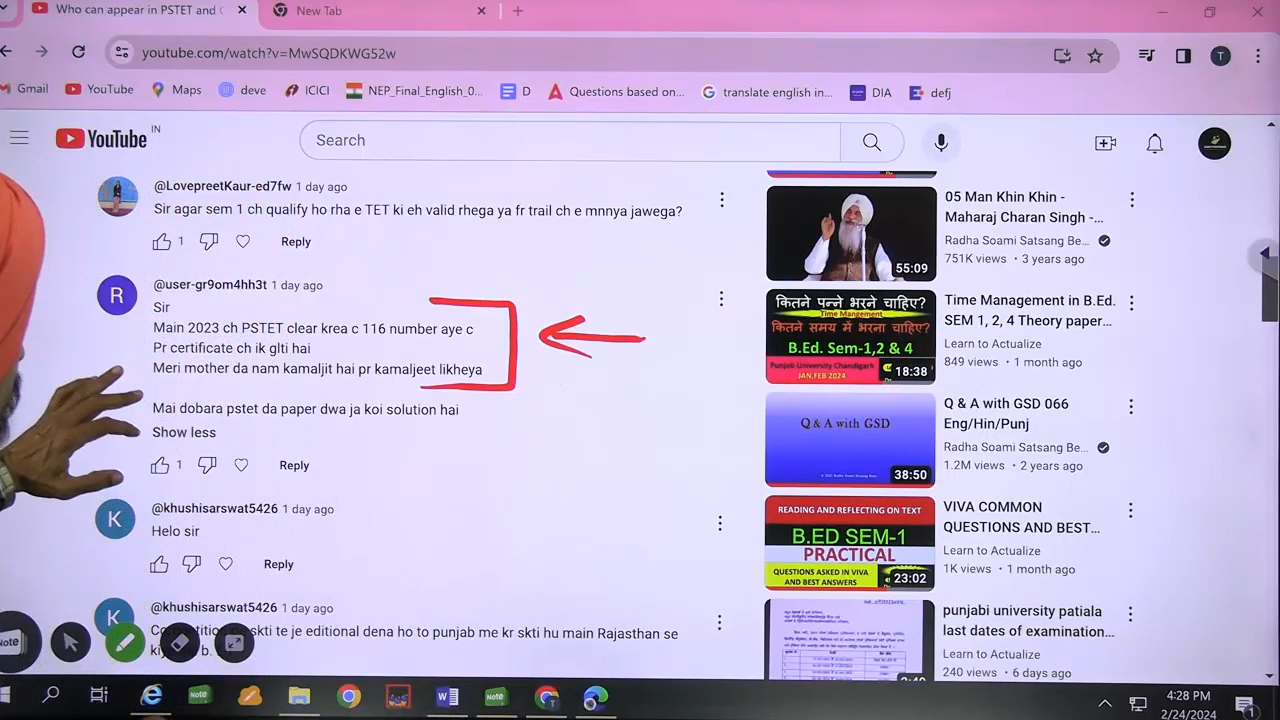 Who can appear in PSTET and
New Tab
youtube.com/watch?v=MwSQDKWG52w
T
Gmail
YouTube
Maps
deve
ICICI
NEP_Final_English_0...
D
Questions based on...
translate english in...
DIA
defj
YouTube IN
Search
@LovepreetKaur-ed7fw 1 day ago
Sir agar sem 1 ch qualify ho rha e TET ki eh valid rhega ya fr trail ch e mnnya jawega?
1
Reply
R
@user-gr9om4hh3t 1 day ago
Sir
Main 2023 ch PSTET clear krea c 116 number aye c
Certificate ch ik glti hai
mother da nam kamaljit hai pr kamaljeet likheya
Mai dobara pstet da paper dwa ja koi solution hai
Show less
1
Reply
K
@khushisarsvat5426 1 day ago
Helo sir
Reply
K
@khushisarsvat5426 1 day ago
demo to punjab me kr skti hu main Rajasthan se
05 Man Khin Khin -
Maharaj Charan Singh -...
Radha Soami Satsang Be...
751K views • 3 years ago
55:09
कितने पन्ने भरने चाहिए?
Time Mangement
कितने समय में भरना चाहिए?
B.Ed. Sem-1,2 & 4
Punjab University Chandigarh
JAN,FEB 2024
18:38
Time Management in B.Ed.
SEM 1, 2, 4 Theory paper...
Learn to Actualize
849 views • 1 month ago
Q & A with GSD
38:50
Q & A with GSD 066
Eng/Hin/Punj
Radha Soami Satsang Be...
1.2M views • 2 years ago
READING AND REFLECTING ON TEXT
B.ED SEM-1
PRACTICAL
QUESTIONS ASKED IN VIVA
AND BEST ANSWERS
23:02
VIVA COMMON
QUESTIONS AND BEST...
Learn to Actualize
1K views • 1 month ago
punjabi university patiala
last dates of examination...
Learn to Actualize
240 views • 6 days ago
Note
note
W
Note
4:28 PM
2/24/2024
1